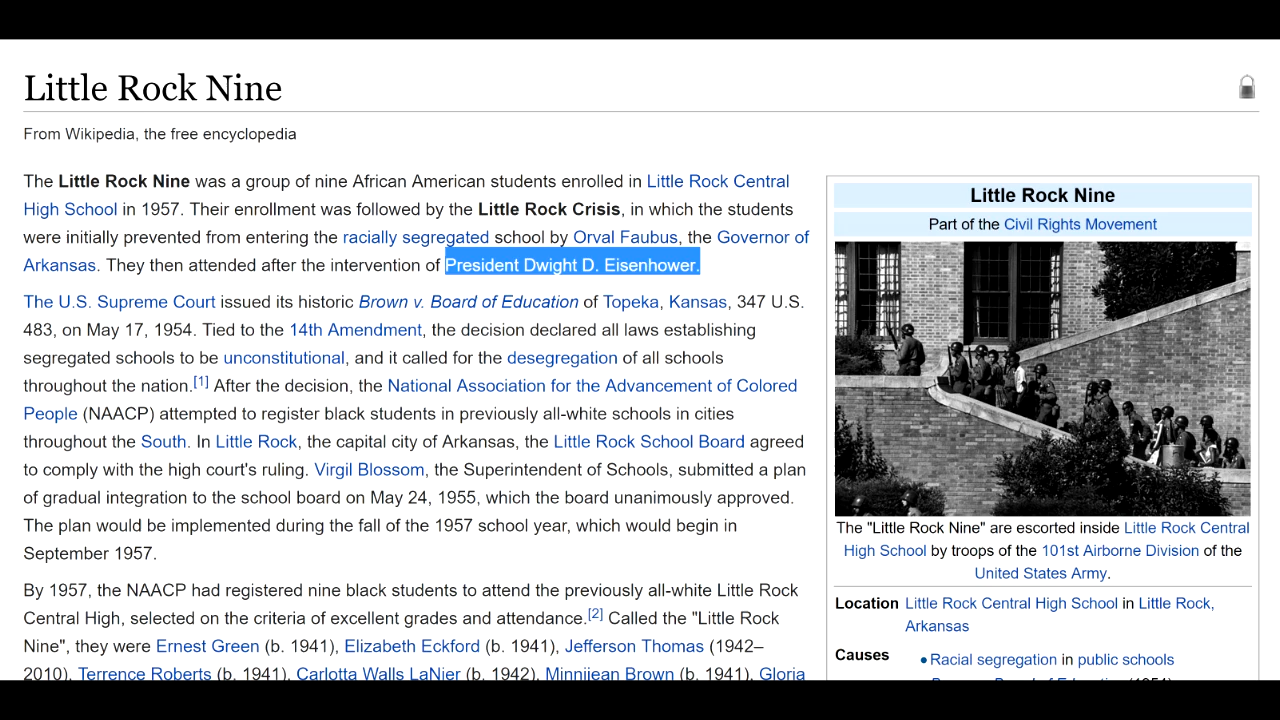 Little Rock Nine
From Wikipedia, the free encyclopedia
The Little Rock Nine was a group of nine African American students enrolled in Little Rock Central
High School in 1957. Their enrollment was followed by the Little Rock Crisis, in which the students
were initially prevented from entering the racially segregated school by Orval Faubus, the Governor of
Arkansas. They then attended after the intervention of President Dwight D. Eisenhower.
The U.S. Supreme Court issued its historic Brown v. Board of Education of Topeka, Kansas, 347 U.S.
483, on May 17, 1954. Tied to the 14th Amendment, the decision declared all laws establishing
segregated schools to be unconstitutional, and it called for the desegregation of all schools
throughout the nation.[1] After the decision, the National Association for the Advancement of Colored
People (NAACP) attempted to register black students in previously all-white schools in cities
throughout the South. In Little Rock, the capital city of Arkansas, the Little Rock School Board agreed
to comply with the high court's ruling. Virgil Blossom, the Superintendent of Schools, submitted a plan
of gradual integration to the school board on May 24, 1955, which the board unanimously approved.
The plan would be implemented during the fall of the 1957 school year, which would begin in
September 1957.
By 1957, the NAACP had registered nine black students to attend the previously all-white Little Rock
Central High, selected on the criteria of excellent grades and attendance.[2] Called the "Little Rock
Nine", they were Ernest Green (b. 1941), Elizabeth Eckford (b. 1941), Jefferson Thomas (1942–
2010), Terrence Roberts (b. 1941), Carlotta Walls LaNier (b. 1942), Minnijean Brown (b. 1941), Gloria
Little Rock Nine
Part of the Civil Rights Movement
The "Little Rock Nine" are escorted inside Little Rock Central
High School by troops of the 101st Airborne Division of the
United States Army.
Location Little Rock Central High School in Little Rock,
Arkansas
Causes • Racial segregation in public schools